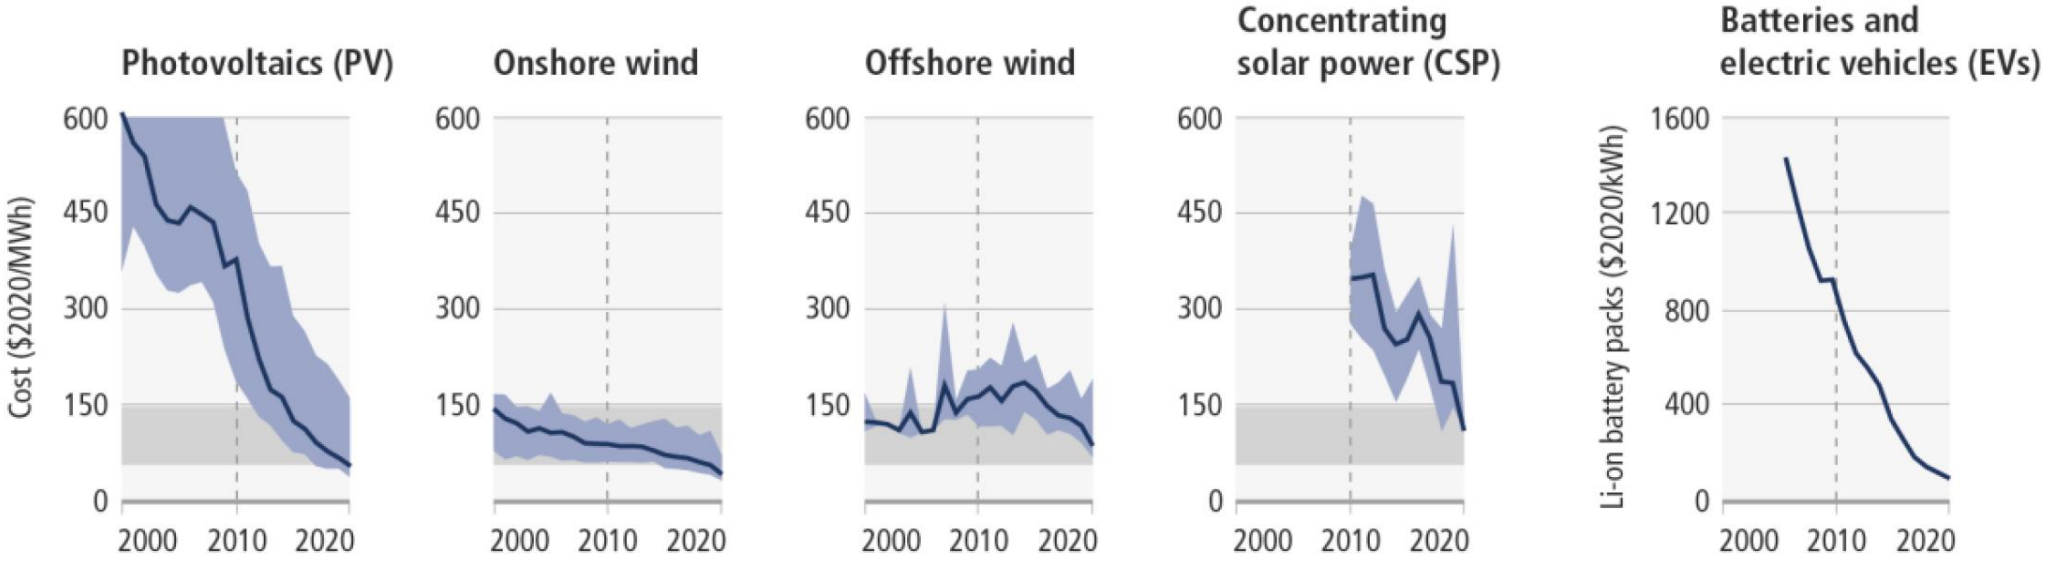 Photovoltaics (PV)
Cost ($2020/MWh)
600
450
300
150
0
2000 2010 2020
Onshore wind
600
450
300
150
2000 2010 2020
Offshore wind
600
450
300
150
2000 2010 2020
Concentrating
solar power (CSP)
600
450
300
150
0
2000 2010 2020
Batteries and
electric vehicles (EVs)
Li-on battery packs ($2020/kWh)
1600
1200
800
400
0
2000 2010 2020